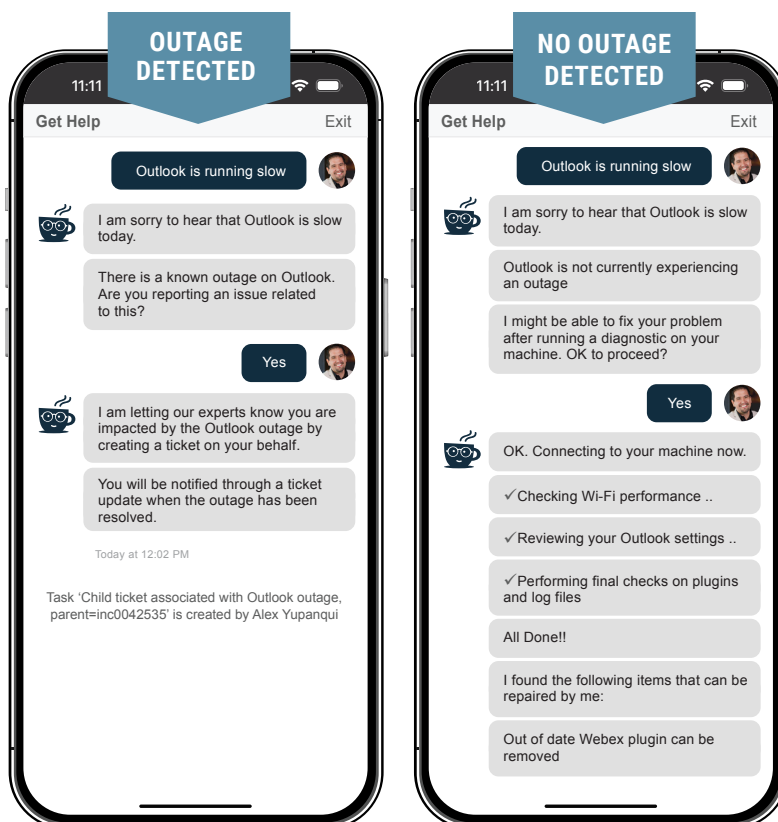 OUTAGE
DETECTED
11:11
Get Help
Exit
Outlook is running slow
I am sorry to hear that Outlook is slow
today.
There is a known outage on Outlook.
Are you reporting an issue related
to this?
Yes
I am letting our experts know you are
impacted by the Outlook outage by
creating a ticket on your behalf.
You will be notified through a ticket
update when the outage has been
resolved.
Today at 12:02 PM
Task ‘Child ticket associated with Outlook outage,
parent=inc0042535’ is created by Alex Yupanqui
NO OUTAGE
DETECTED
11:11
Get Help
Exit
Outlook is running slow
I am sorry to hear that Outlook is slow
today.
Outlook is not currently experiencing
an outage
I might be able to fix your problem
after running a diagnostic on your
machine. OK to proceed?
Yes
OK. Connecting to your machine now.
✓Checking Wi-Fi performance ..
✓Reviewing your Outlook settings ..
✓Performing final checks on plugins
and log files
All Done!!
I found the following items that can be
repaired by me:
Out of date Webex plugin can be
removed